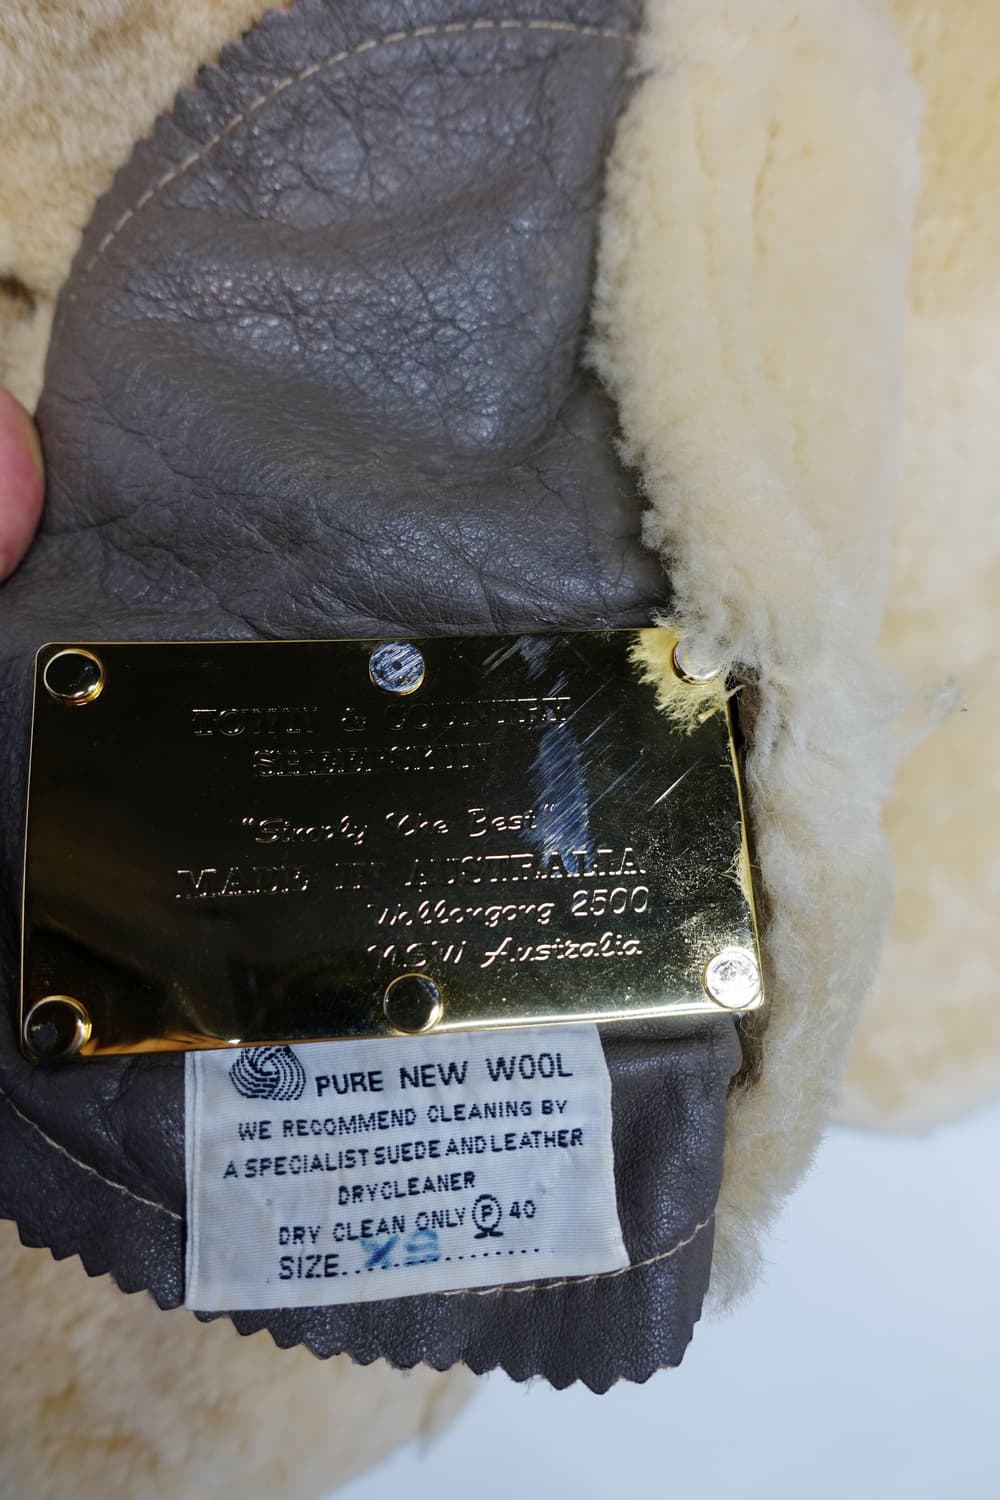 TOWN & COUNTRY
SHEEPSKIN
"Simply the Best"
MADE IN AUSTRALIA
Wollongong 2500
NSW Australia
PURE NEW WOOL
WE RECOMMEND CLEANING BY
A SPECIALIST SUEDE AND LEATHER
DRYCLEANER
DRY CLEAN ONLY P 40
SIZE....XS........